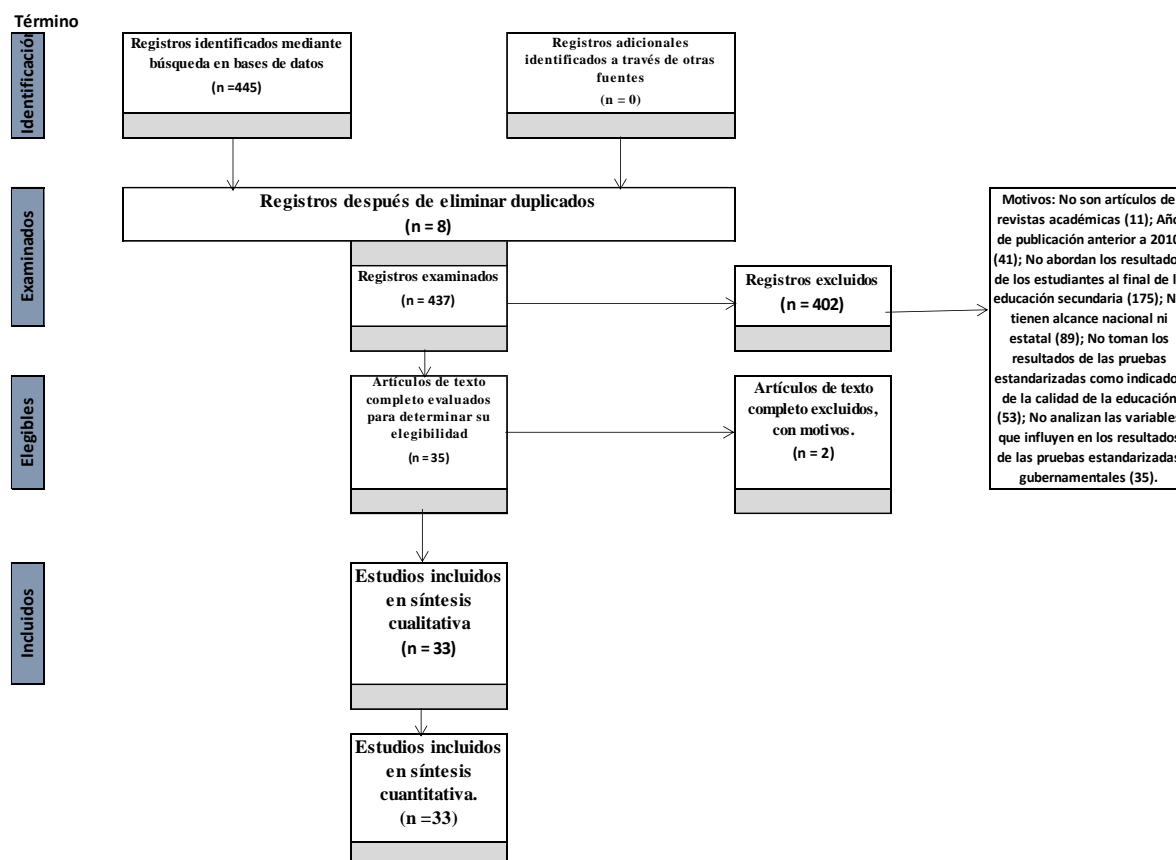 Término
Identificación
Registros identificados mediante
búsqueda en bases de datos
(n =445)
Registros adicionales
identificados a través de otras
fuentes
(n = 0)
Examinados
Registros después de eliminar duplicados
(n = 8)
Registros examinados
(n = 437)
Registros excluidos
(n = 402)
Motivos: No son artículos de
revistas académicas (11); Año
de publicación anterior a 2010
(41); No abordan los resultado
de los estudiantes al final de l
educación secundaria (175); N
tienen alcance nacional ni
estatal (89); No toman los
resultados de las pruebas
estandarizadas como indicado
de la calidad de la educación
(53); No analizan las variables
que influyen en los resultados
de las pruebas estandarizadas
gubernamentales (35).
Elegibles
Artículos de texto
completo evaluados
para determinar su
elegibilidad
(n = 35)
Artículos de texto
completo excluidos,
con motivos.
(n = 2)
Incluidos
Estudios incluidos
en síntesis
cualitativa
(n = 33)
Estudios incluidos
en síntesis
cuantitativa.
(n =33)